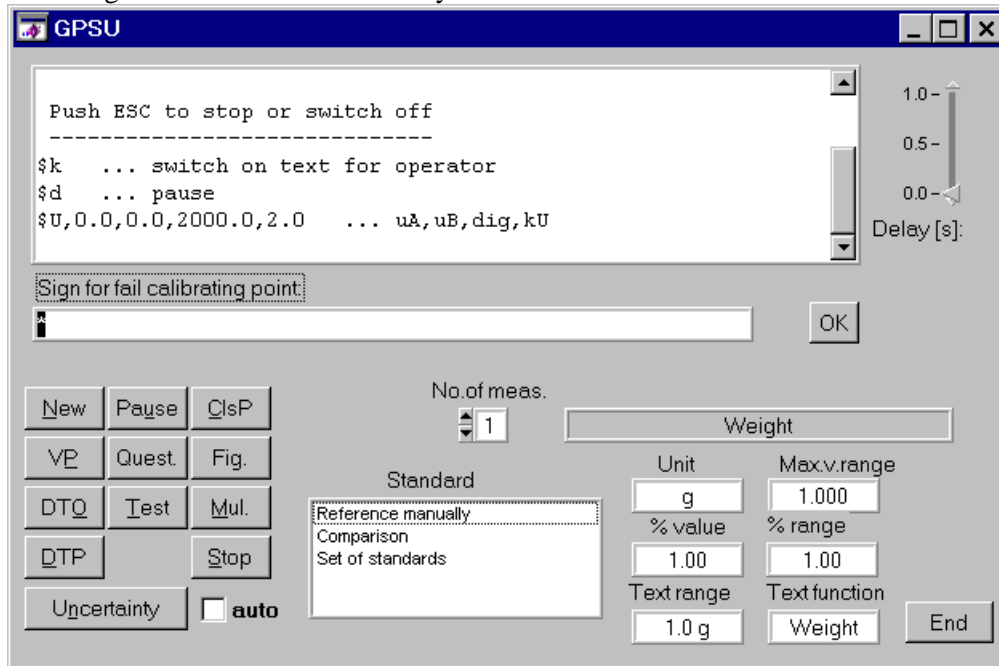 GPSU
Push ESC to stop or switch off
------------------------------
$k ... switch on text for operator
$d ... pause
$U,0.0,0.0,2000.0,2.0 ... uA,uB,dig,kU
1.0
0.5
0.0
Delay [s]:
Sign for fail calibrating point:
*
OK
New Pause ClsP
VP Quest. Fig.
DTO Test Mul.
DTP Stop
Uncertainty auto
No.of meas.
1
Weight
Standard
Reference manually
Comparison
Set of standards
Unit Max.v.range
g 1.000
% value % range
1.00 1.00
Text range Text function
1.0 g Weight
End